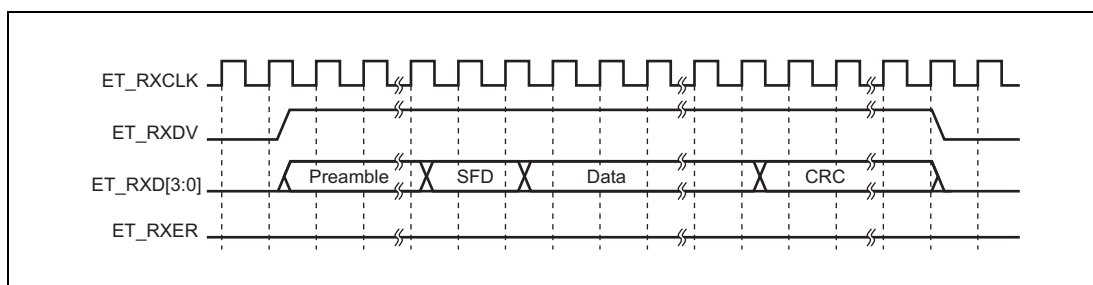 ET_RXCLK
ET_RXDV
ET_RXD[3:0]
Preamble
SFD
Data
CRC
ET_RXER